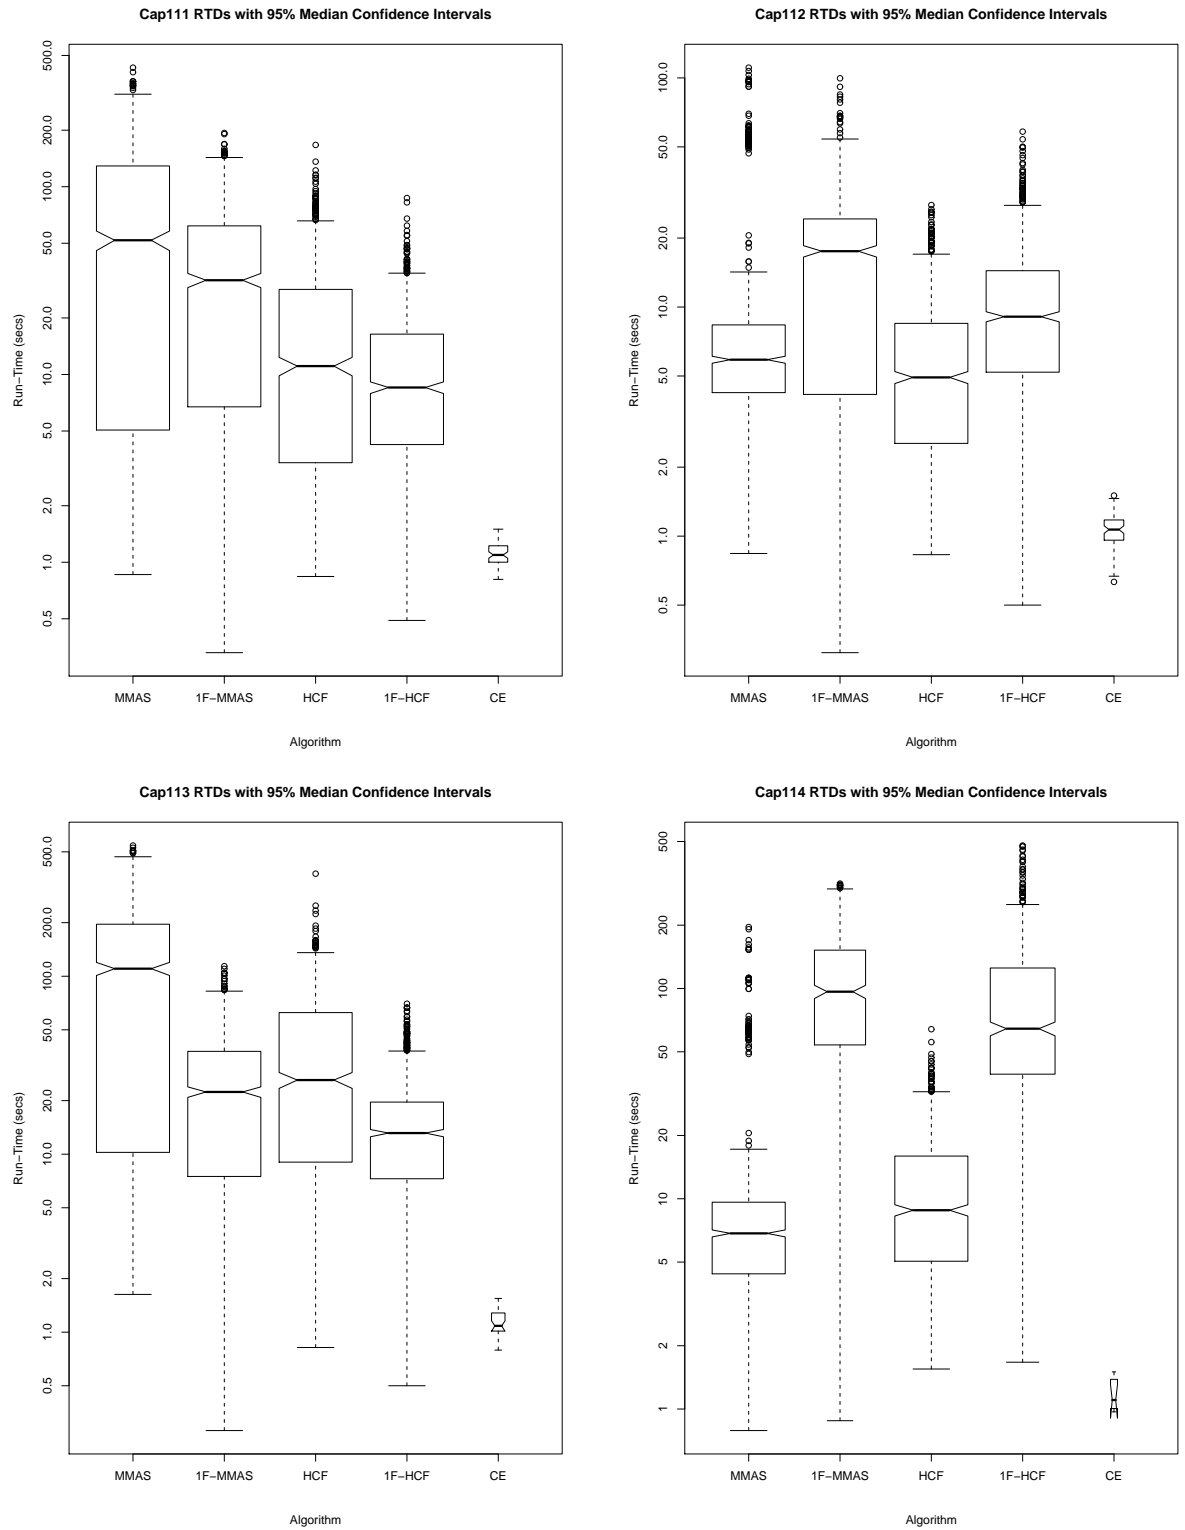 Cap111 RTDs with 95% Median Confidence Intervals
Run−Time (secs)
500.0
200.0
100.0
50.0
20.0
10.0
5.0
2.0
1.0
0.5
MMAS 1F−MMAS HCF 1F−HCF CE
Algorithm
Cap112 RTDs with 95% Median Confidence Intervals
Run−Time (secs)
100.0
50.0
20.0
10.0
5.0
2.0
1.0
0.5
MMAS 1F−MMAS HCF 1F−HCF CE
Algorithm
Cap113 RTDs with 95% Median Confidence Intervals
Run−Time (secs)
500.0
200.0
100.0
50.0
20.0
10.0
5.0
2.0
1.0
0.5
MMAS 1F−MMAS HCF 1F−HCF CE
Algorithm
Cap114 RTDs with 95% Median Confidence Intervals
Run−Time (secs)
500
200
100
50
20
10
5
2
1
MMAS 1F−MMAS HCF 1F−HCF CE
Algorithm